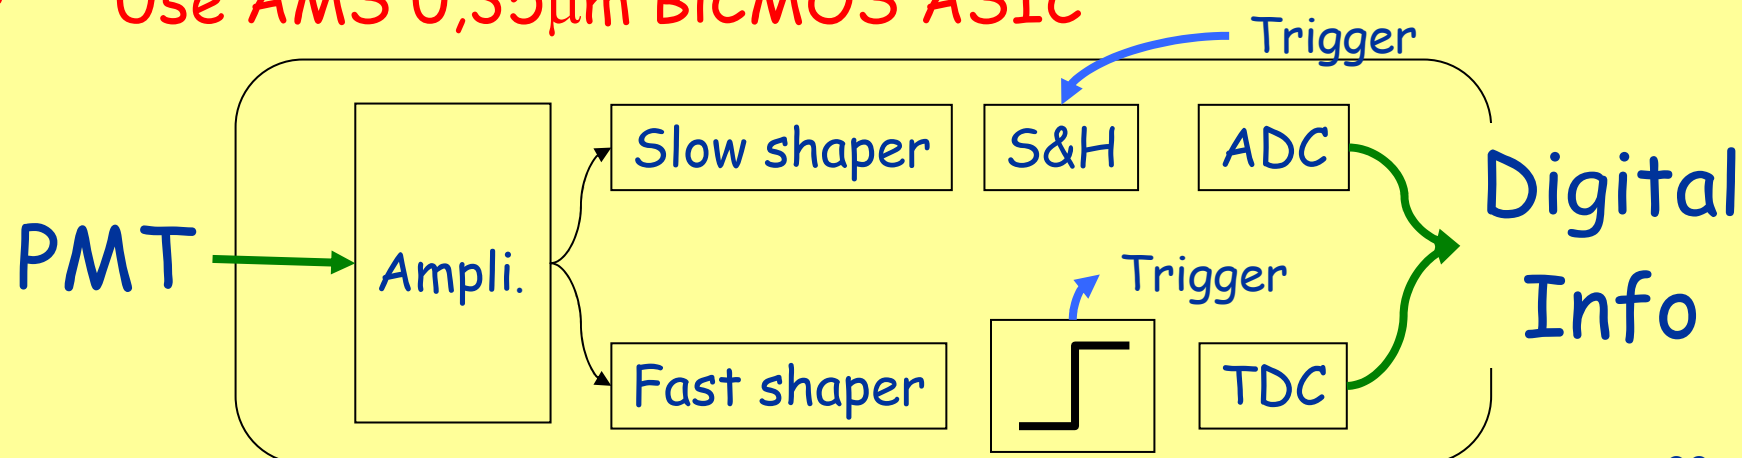 Use AMS 0,35µm BiCMOS ASIC
Trigger
Slow shaper
S&H
ADC
Digital
Info
PMT
Ampli.
Trigger
Fast shaper
TDC